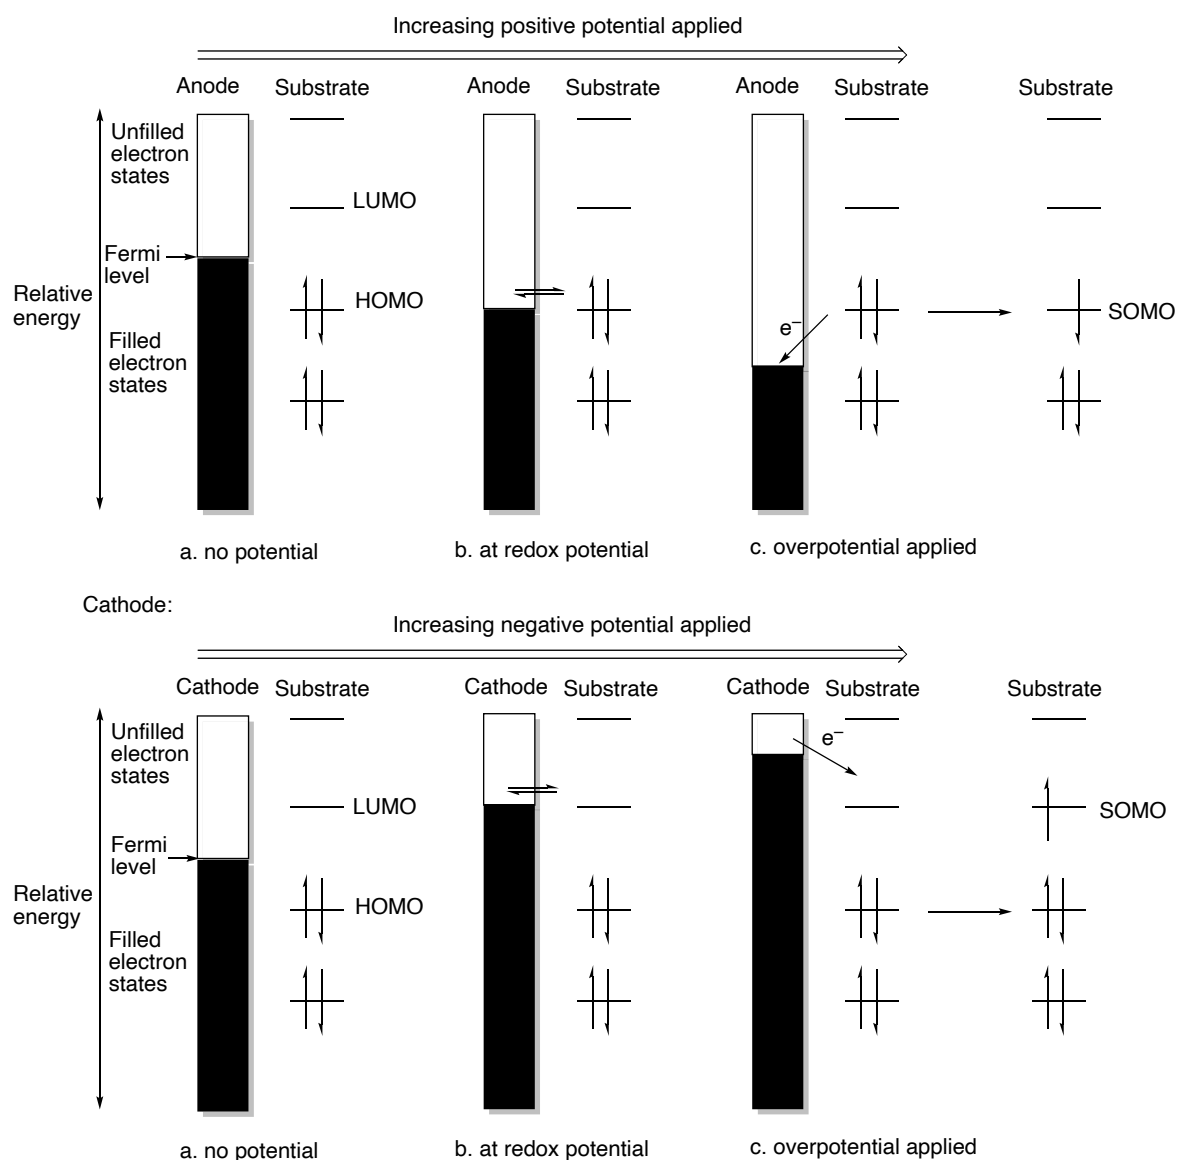 Increasing positive potential applied
Anode Substrate Anode Substrate Anode Substrate Substrate
Unfilled
electron
states
LUMO
Fermi
level
Relative
energy
HOMO
SOMO
e–
Filled
electron
states
a. no potential
b. at redox potential
c. overpotential applied
Cathode:
Increasing negative potential applied
Cathode Substrate Cathode Substrate Cathode Substrate Substrate
Unfilled
electron
states
e–
LUMO
SOMO
Fermi
level
Relative
energy
HOMO
Filled
electron
states
a. no potential
b. at redox potential
c. overpotential applied